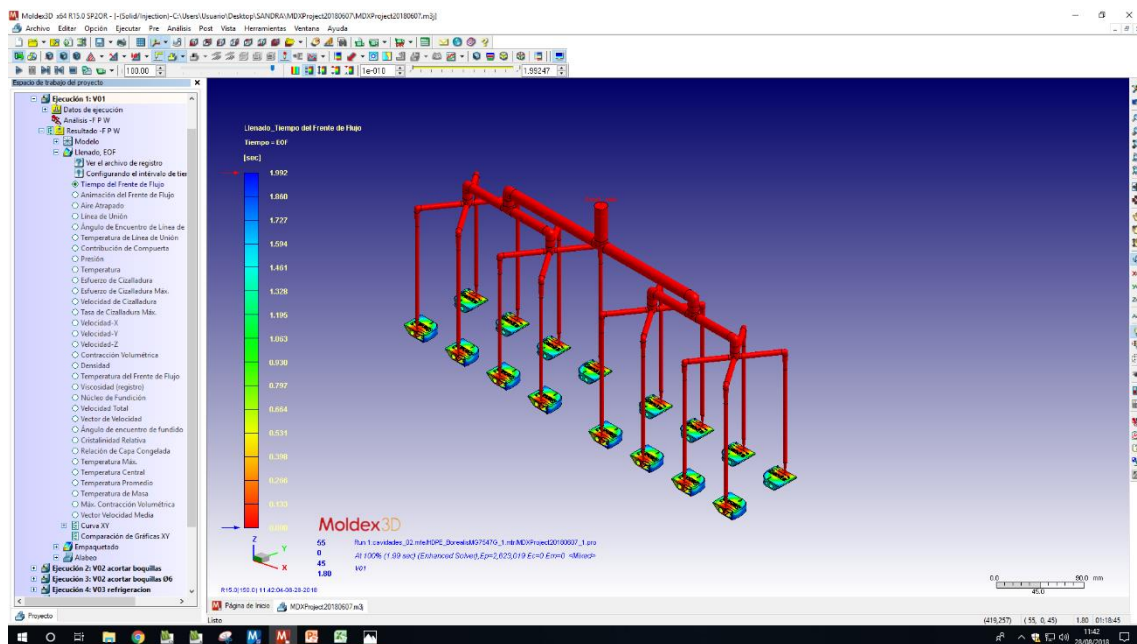 Moldex3D x64 R15.0 SP2OR - [-(Solid/Injection)-C:\Users\Usuario\Desktop\SANDRA\MDXProject20180607\MDXProject20180607.m3j]
Archivo Editar Opción Ejecutar Pre Análisis Post Vista Herramientas Ventana Ayuda
100.00 1e-010 1.99247
Espacio de trabajo del proyecto
Ejecución 1: V01
Datos de ejecución
Análisis -F P W
Resultado -F P W
Modelo
Llenado, EOF
Ver el archivo de registro
Configurando el intérvalo de tier
Tiempo del Frente de Flujo
Animación del Frente de Flujo
Aire Atrapado
Línea de Unión
Ángulo de Encuentro de Línea de
Temperatura de Línea de Unión
Contribución de Compuerta
Presión
Temperatura
Esfuerzo de Cizalladura
Esfuerzo de Cizalladura Máx.
Velocidad de Cizalladura
Tasa de Cizalladura Máx.
Velocidad-X
Velocidad-Y
Velocidad-Z
Contracción Volumétrica
Densidad
Temperatura del Frente de Flujo
Viscosidad (registro)
Núcleo de Fundición
Velocidad Total
Vector de Velocidad
Ángulo de encuentro de fundido
Cristalinidad Relativa
Relación de Capa Congelada
Temperatura Máx.
Temperatura Central
Temperatura Promedio
Temperatura de Masa
Máx. Contracción Volumétrica
Vector Velocidad Media
Curva XY
Comparación de Gráficas XY
Empaquetado
Alabeo
Ejecución 2: V02 acortar boquillas
Ejecución 3: V02 acortar boquillas Ø6
Ejecución 4: V03 refrigeracion
Proyecto
Llenado_Tiempo del Frente de Flujo
Tiempo = EOF
[sec]
1.992
1.860
1.727
1.594
1.461
1.328
1.195
1.063
0.930
0.797
0.664
0.531
0.398
0.266
0.133
0.000
Moldex3D
Z
Y
X
55
0
45
1.80
Run 1:cavidades_02.mfe/HDPE_BorealisMG7547G_1.mtr/MDXProject20180607_1.pro
At 100% (1.99 sec) (Enhanced Solver),Ep=2,623,019 Ec=0 Em=0 <Mixed>
V01
R15.0(150.0) 11:42:04-08-28-2018
0.0 90.0 mm
45.0
Página de Inicio MDXProject20180607.m3j
Listo (419,257) ( 55, 0, 45) 1.80 01:18:45
11:42
28/08/2018